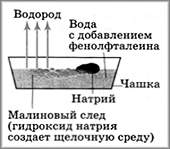 Водород
Вода
с добавлением
фенолфталеина
Чашка
Натрий
Малиновый след
(гидроксид натрия
создает щелочную среду)